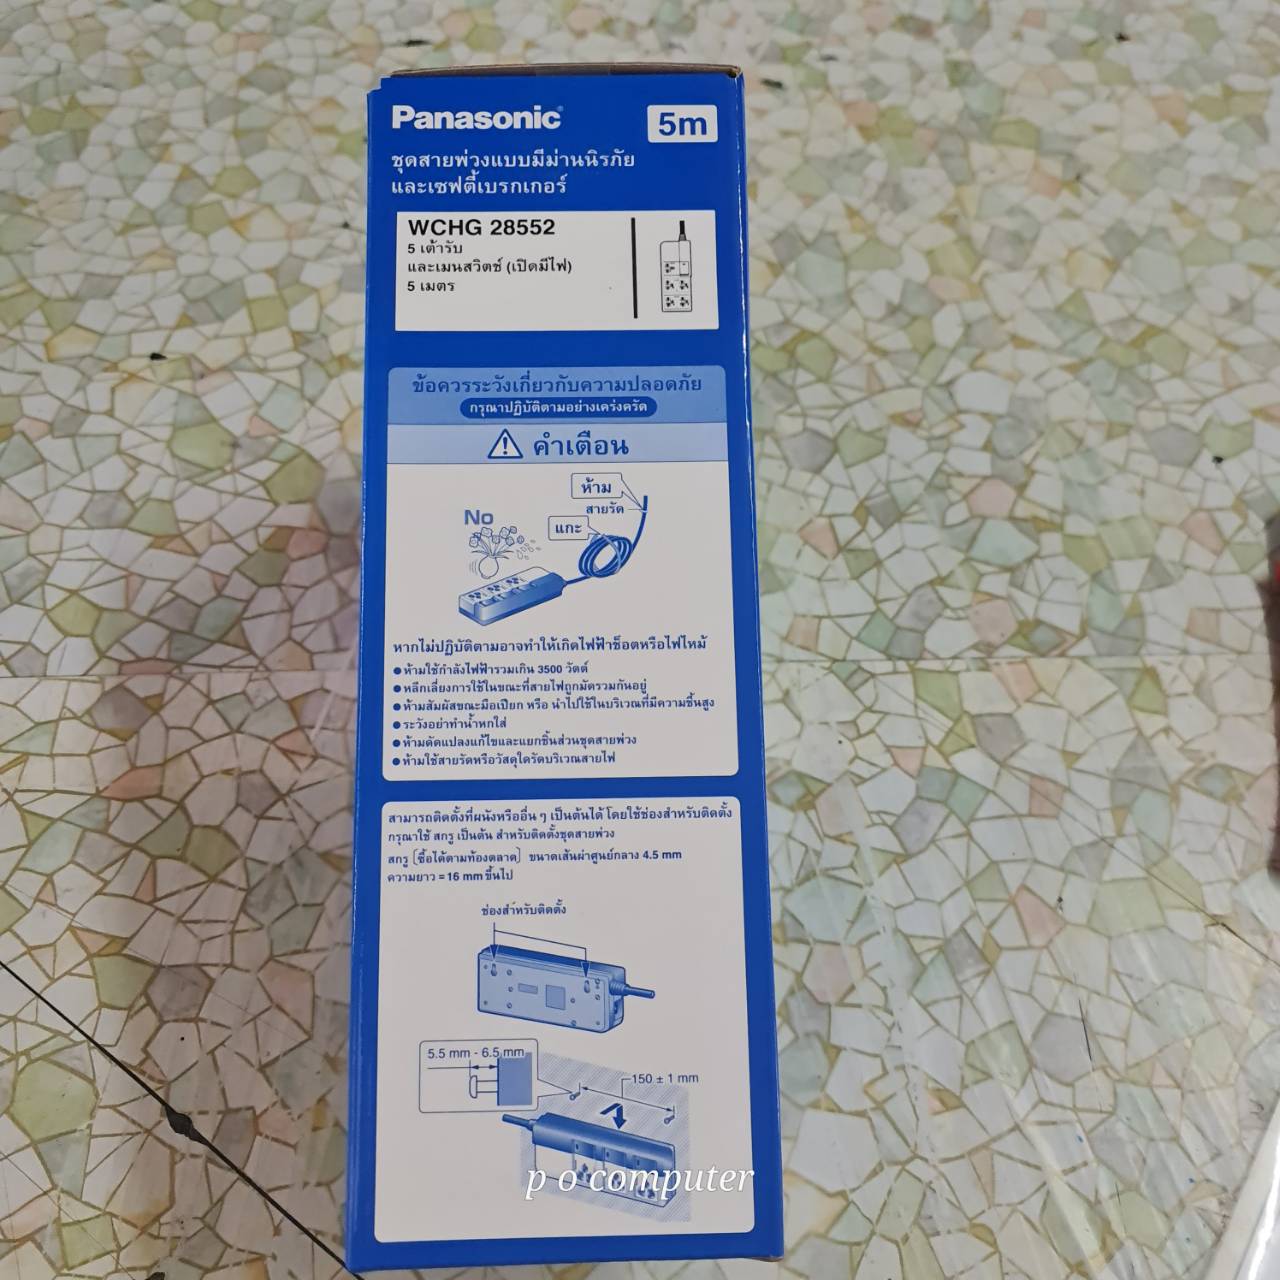 Panasonic
5m
ชุดสายพ่วงแบบมีม่านนิรภัย
และเซฟตี้เบรกเกอร์
WCHG 28552
5 เต้ารับ
และเมนสวิตช์ (เปิดมีไฟ)
5 เมตร
ข้อควรระวังเกี่ยวกับความปลอดภัย
กรุณาปฏิบัติตามอย่างเคร่งครัด
คำเตือน
ห้าม
สายรัด
No
แกะ
หากไม่ปฏิบัติตามอาจทำให้เกิดไฟฟ้าช็อตหรือไฟไหม้
● ห้ามใช้กำลังไฟฟ้ารวมเกิน 3500 วัตต์
● หลีกเลี่ยงการใช้ในขณะที่สายไฟถูกมัดรวมกันอยู่
● ห้ามสัมผัสขณะมือเปียก หรือ นำไปใช้ในบริเวณที่มีความชื้นสูง
● ระวังอย่าทำน้ำหกใส่
● ห้ามดัดแปลงแก้ไขและแยกชิ้นส่วนชุดสายพ่วง
● ห้ามใช้สายรัดหรือวัสดุใดรัดบริเวณสายไฟ
สามารถติดตั้งที่ผนังหรืออื่น ๆ เป็นต้นได้ โดยใช้ช่องสำหรับติดตั้ง
กรุณาใช้ สกรู เป็นต้น สำหรับติดตั้งชุดสายพ่วง
สกรู [ซื้อได้ตามท้องตลาด] ขนาดเส้นผ่าศูนย์กลาง 4.5 mm
ความยาว = 16 mm ขึ้นไป
ช่องสำหรับติดตั้ง
5.5 mm - 6.5 mm
150 ± 1 mm
p o computer